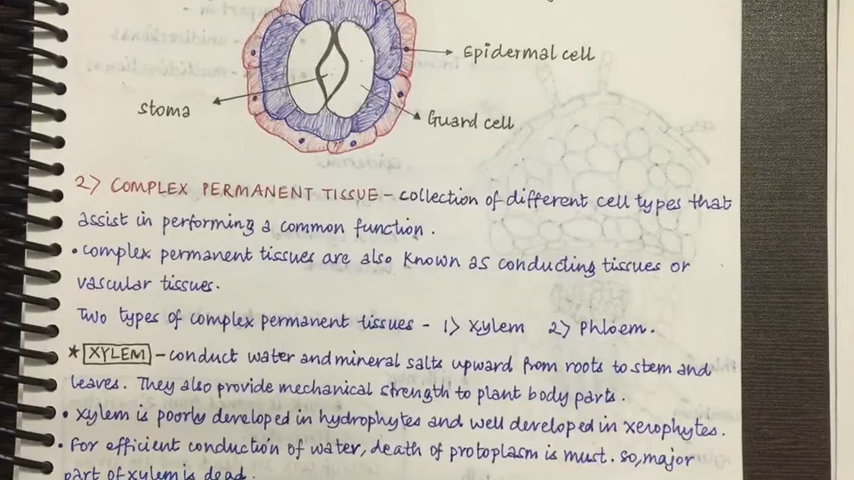 Epidermal cell
stoma
Guard cell
2> COMPLEX PERMANENT TISSUE - collection of different cell types that
assist in performing a common function.
• complex permanent tissues are also known as conducting tissues or
vascular tissues.
Two types of complex permanent tissues - 1> Xylem 2> Phloem.
* XYLEM - conduct water and mineral salts upward from roots to stem and
leaves. They also provide mechanical strength to plant body parts.
• Xylem is poorly developed in hydrophytes and well developed in xerophytes.
• For efficient conduction of water, death of protoplasm is must. so, major
part of xylem is dead.